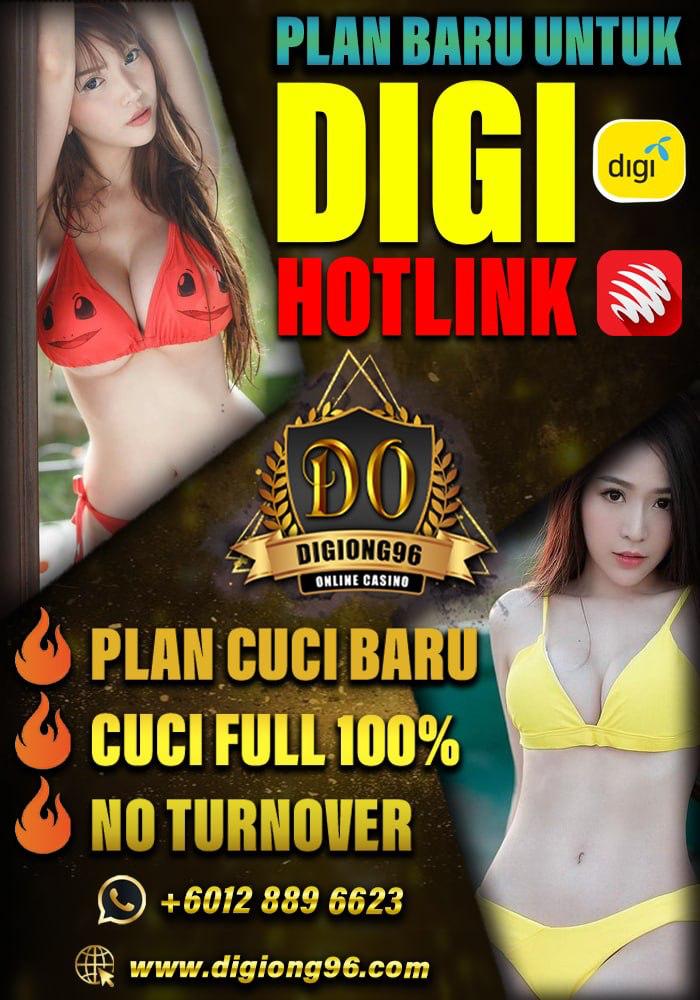 PLAN BARU UNTUK
DIGI
digi
HOTLINK
DO
DIGIONG96
ONLINE CASINO
PLAN CUCI BARU
CUCI FULL 100%
NO TURNOVER
+6012 889 6623
www.digiong96.com